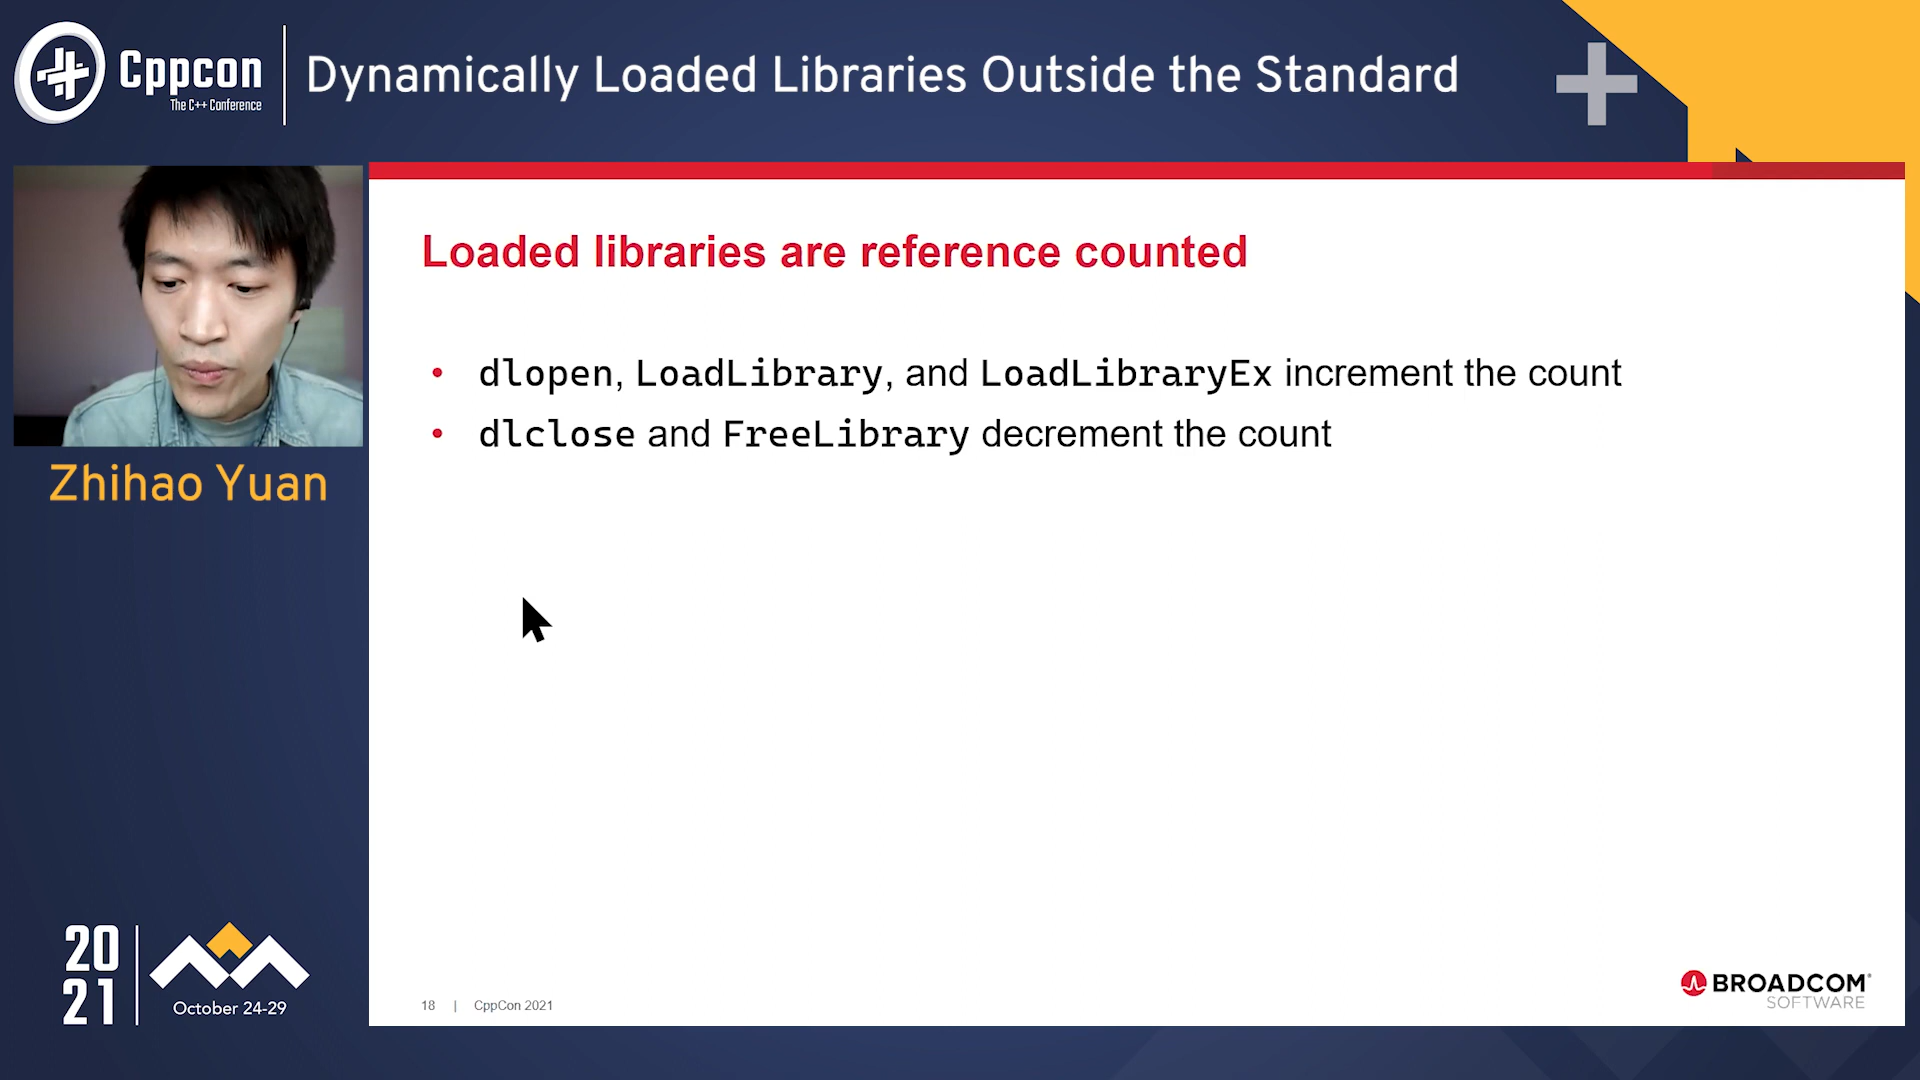 Cppcon
The C++ Conference
Dynamically Loaded Libraries Outside the Standard
Zhihao Yuan
Loaded libraries are reference counted
• dlopen, LoadLibrary, and LoadLibraryEx increment the count
• dlclose and FreeLibrary decrement the count
20
21
October 24-29
18 | CppCon 2021
BROADCOM®
SOFTWARE